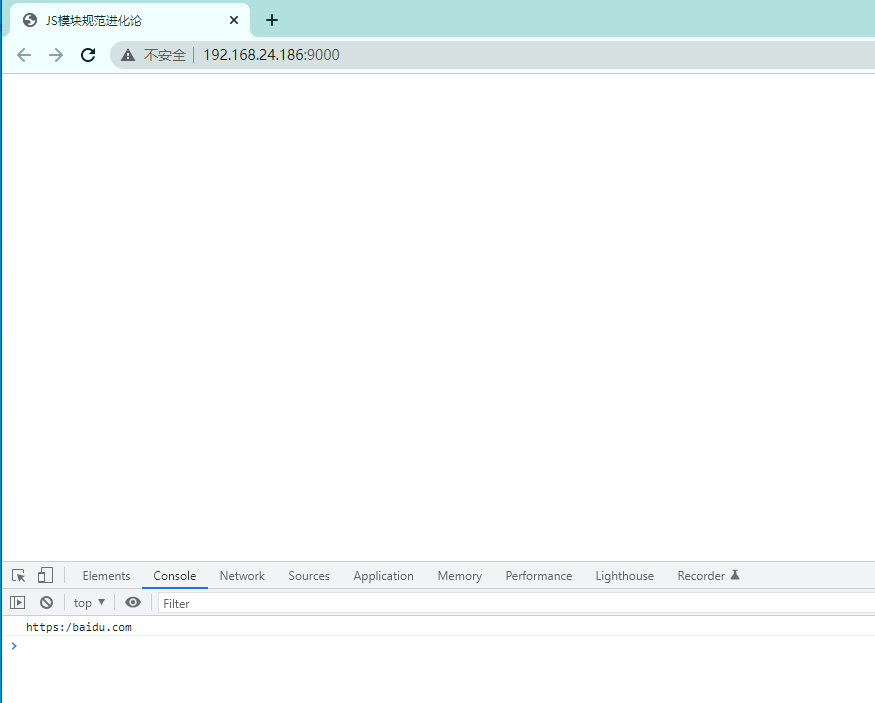 JS模块规范进化论
不安全 192.168.24.186:9000
Elements Console Network Sources Application Memory Performance Lighthouse Recorder
top Filter
https:/baidu.com